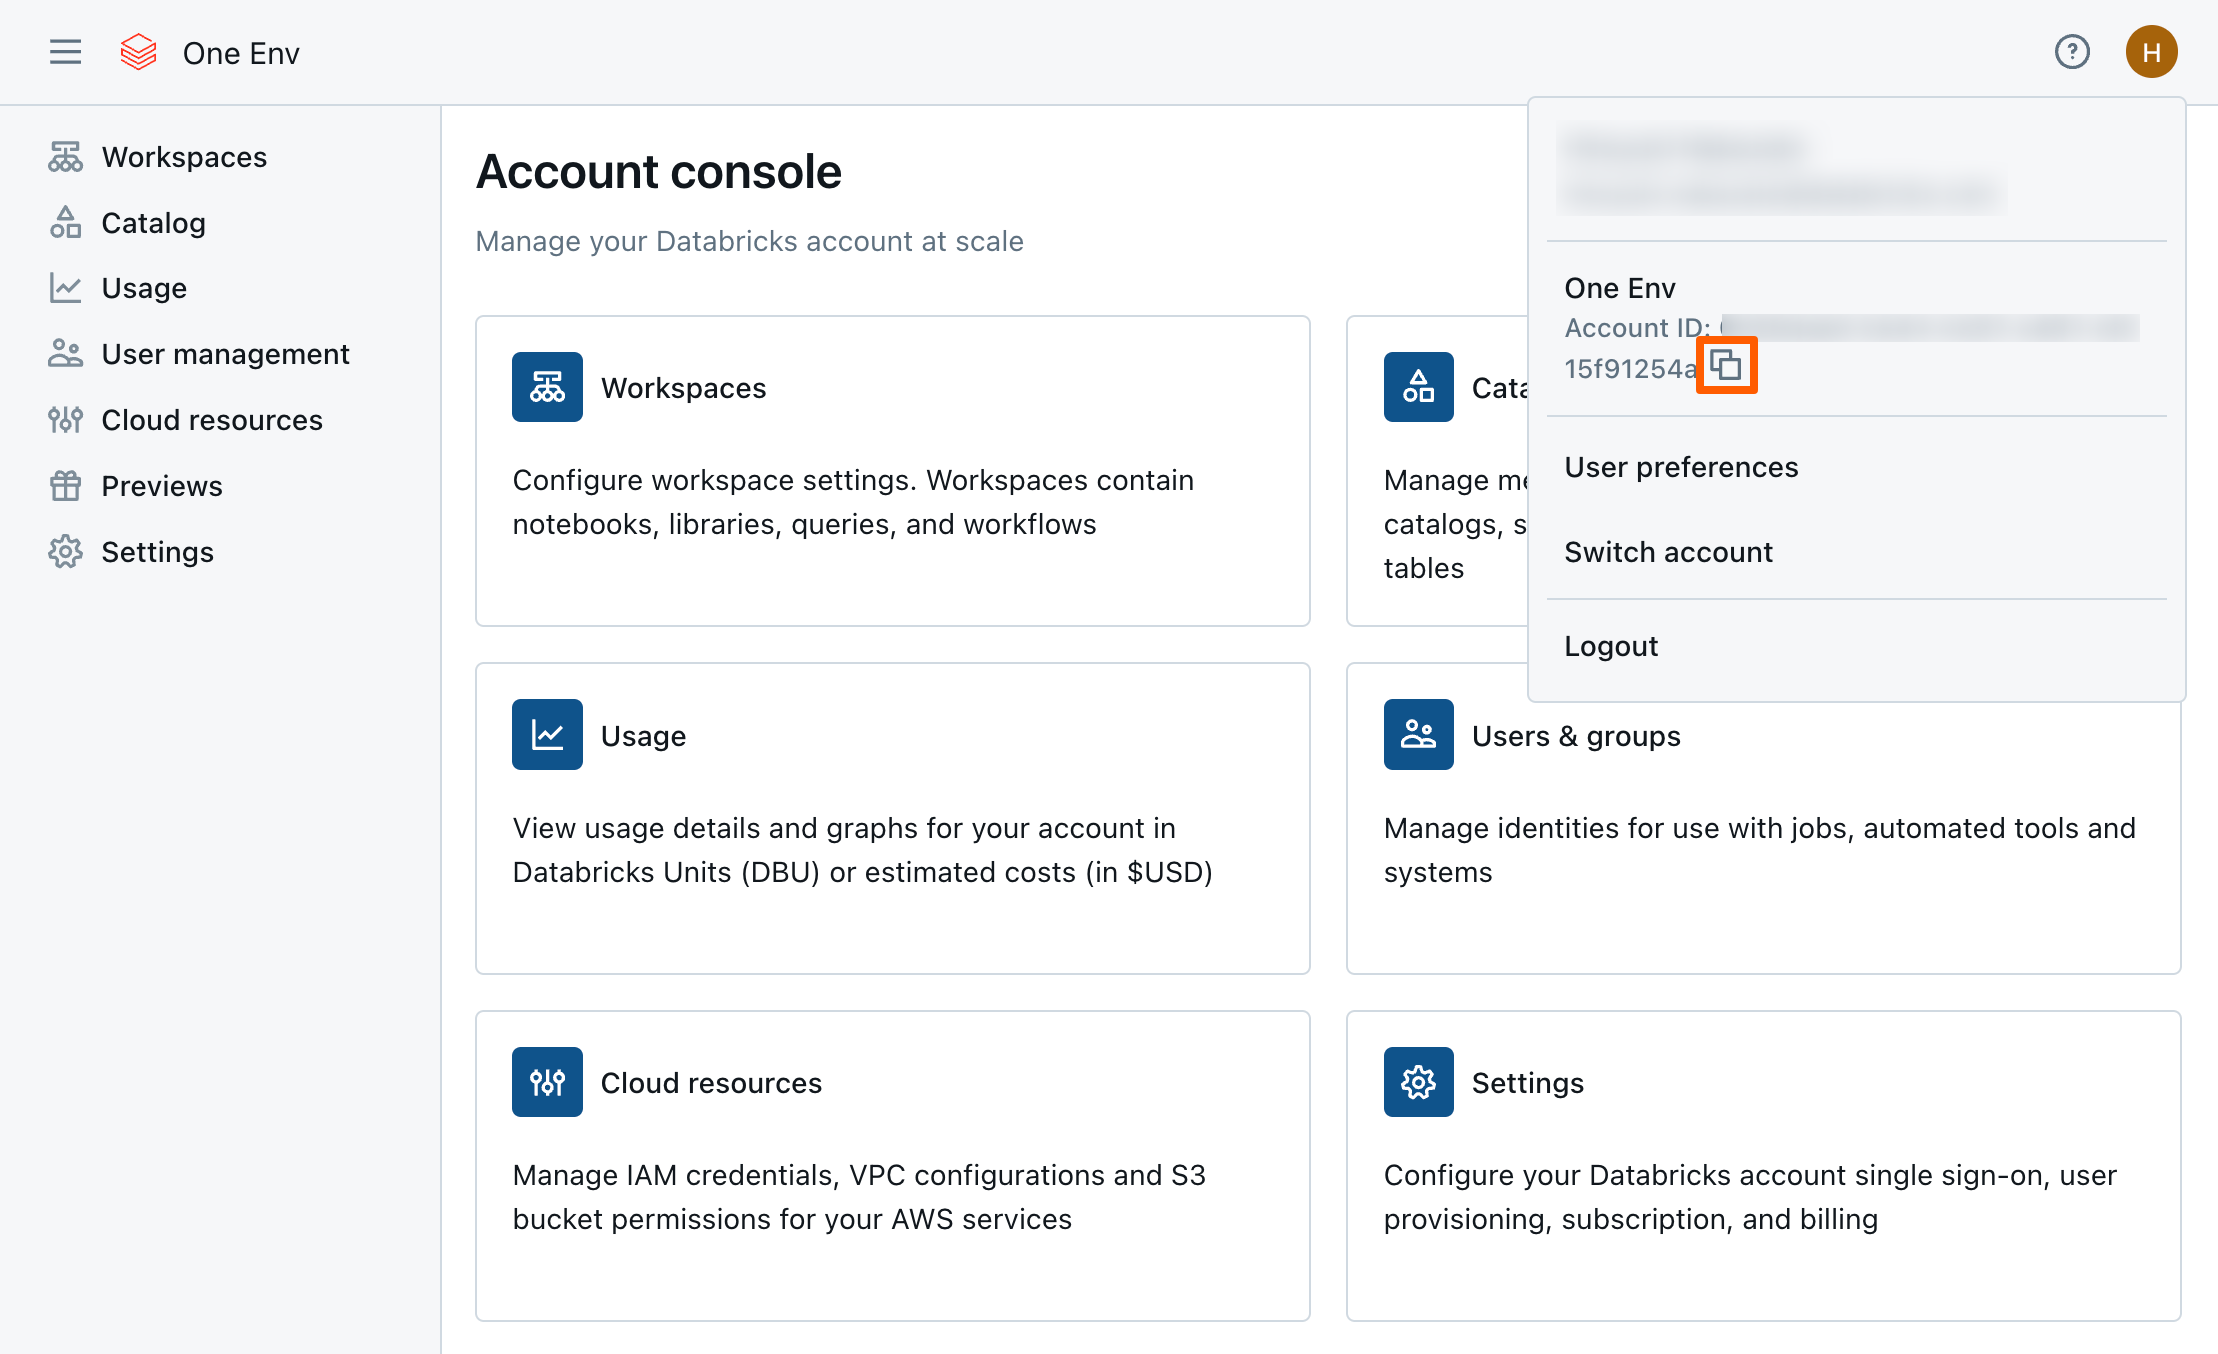 One Env
?
H
Workspaces
Catalog
Usage
User management
Cloud resources
Previews
Settings
Account console
Manage your Databricks account at scale
Workspaces
Configure workspace settings. Workspaces contain
notebooks, libraries, queries, and workflows
Cata
Manage me
catalogs, s
tables
Usage
View usage details and graphs for your account in
Databricks Units (DBU) or estimated costs (in $USD)
Users & groups
Manage identities for use with jobs, automated tools and
systems
Cloud resources
Manage IAM credentials, VPC configurations and S3
bucket permissions for your AWS services
Settings
Configure your Databricks account single sign-on, user
provisioning, subscription, and billing
One Env
Account ID:
15f91254a
User preferences
Switch account
Logout